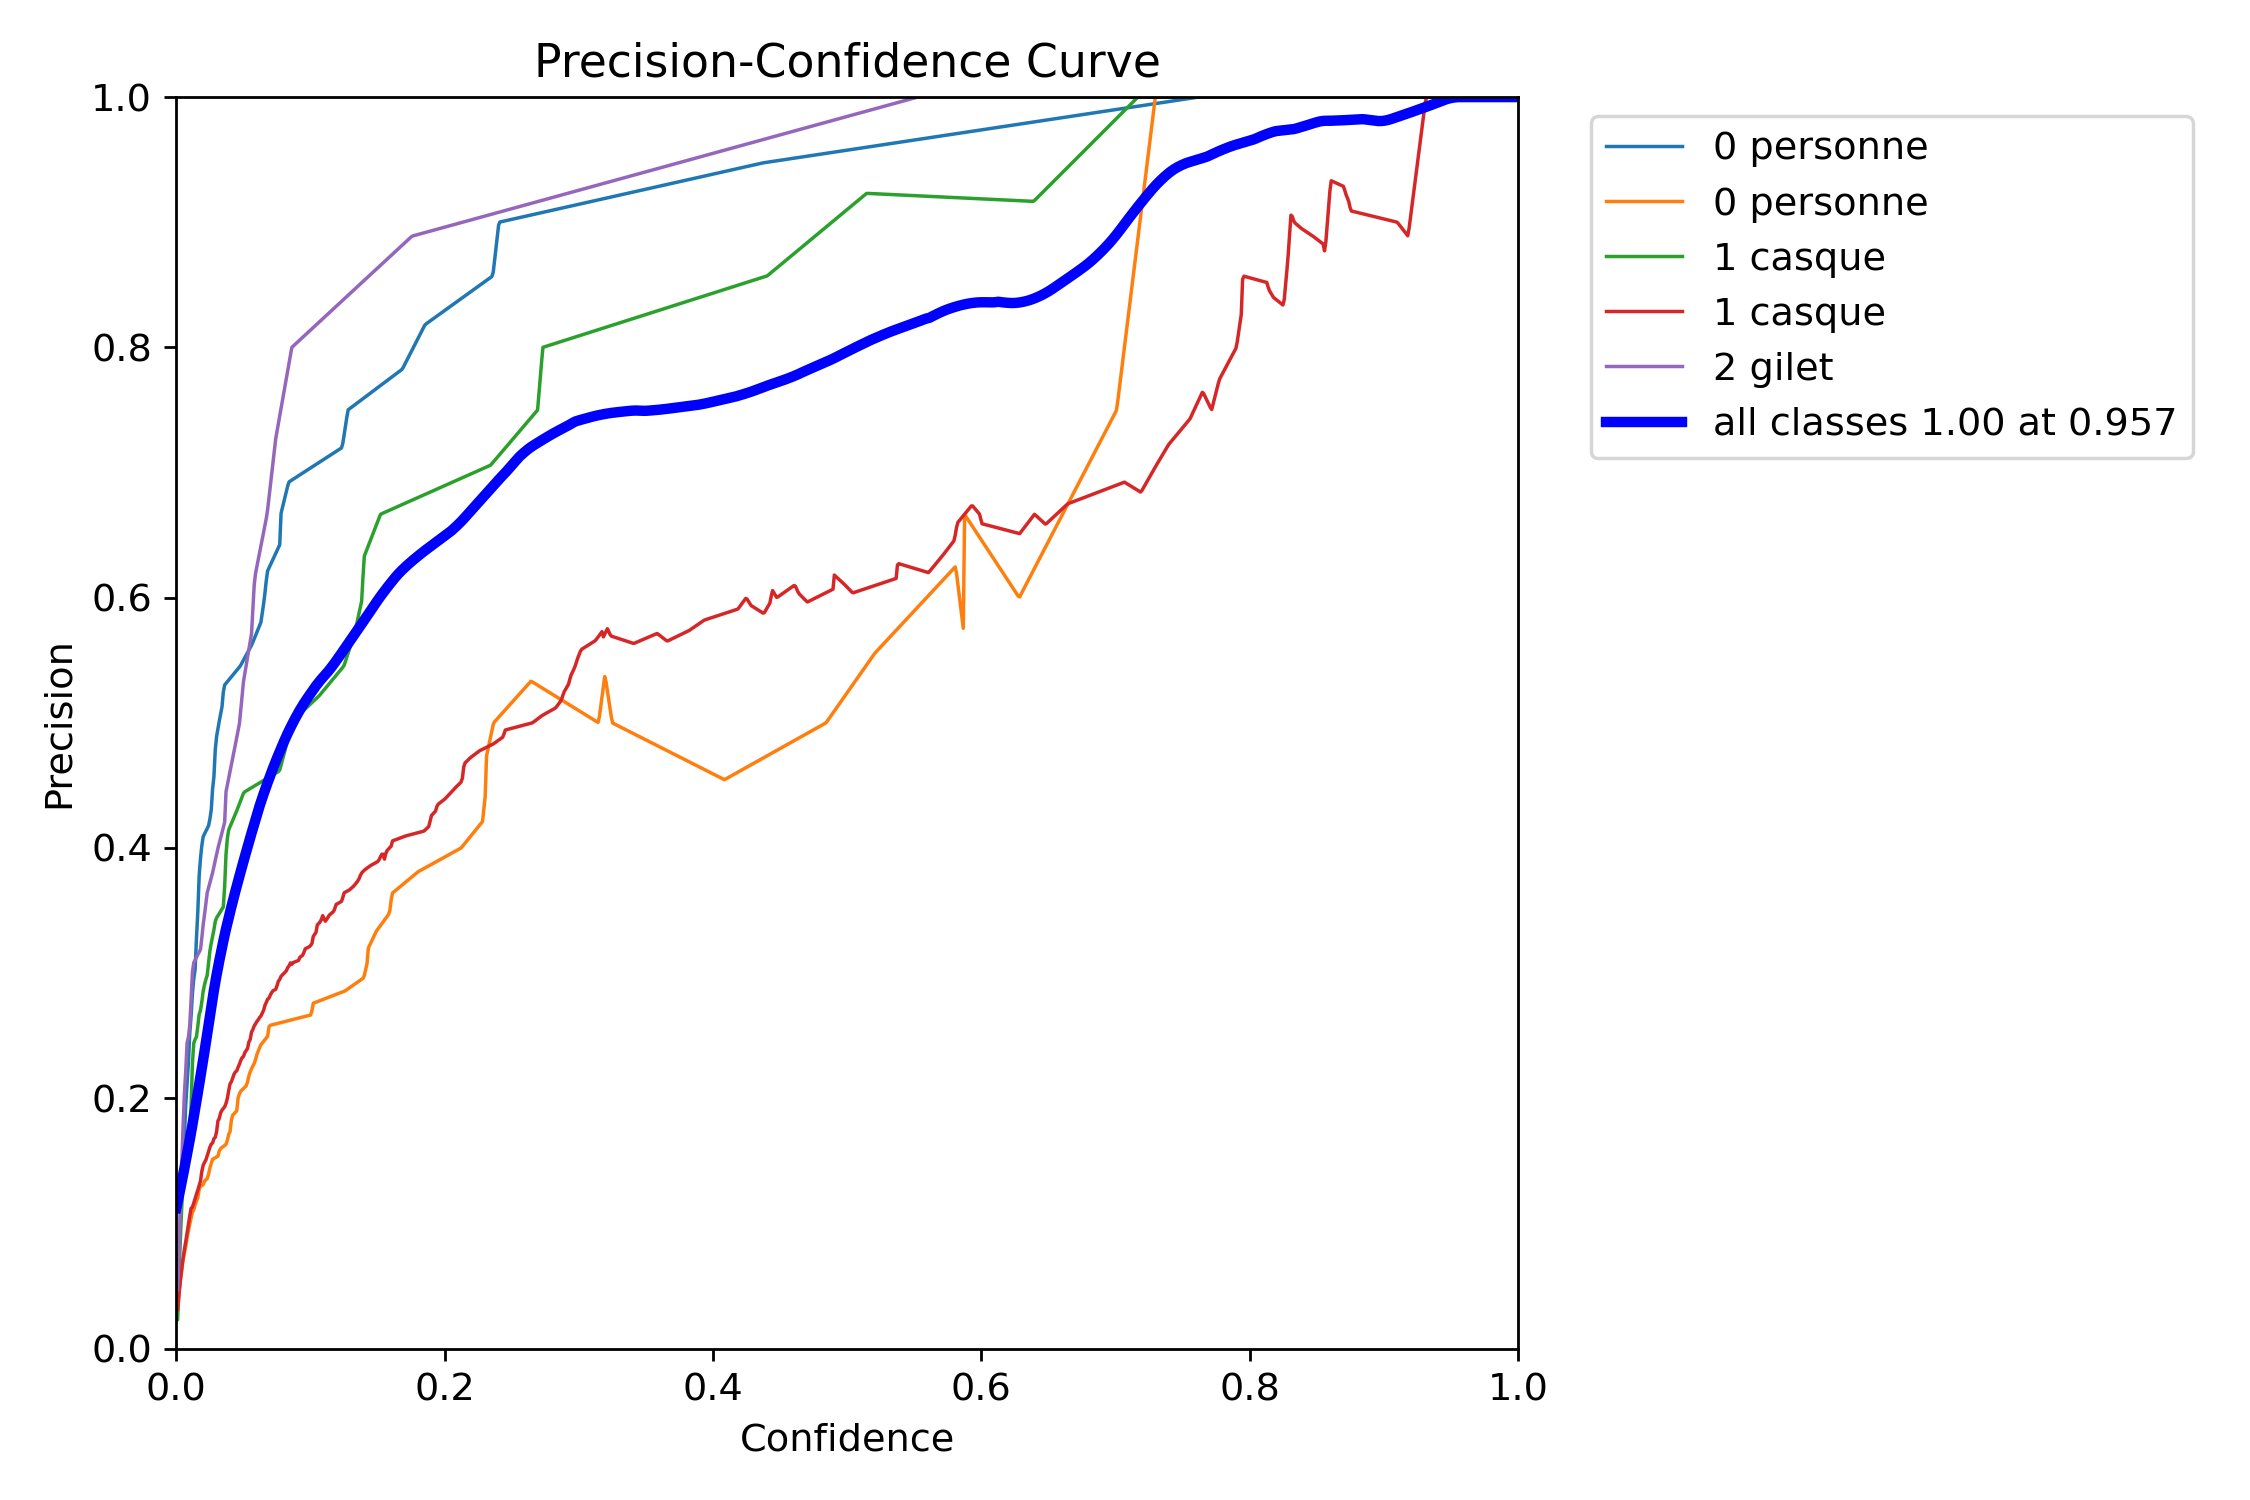 Precision-Confidence Curve
1.0
0.8
0.6
0.4
0.2
0.0
Precision
0.0 0.2 0.4 0.6 0.8 1.0
Confidence
0 personne
0 personne
1 casque
1 casque
2 gilet
all classes 1.00 at 0.957